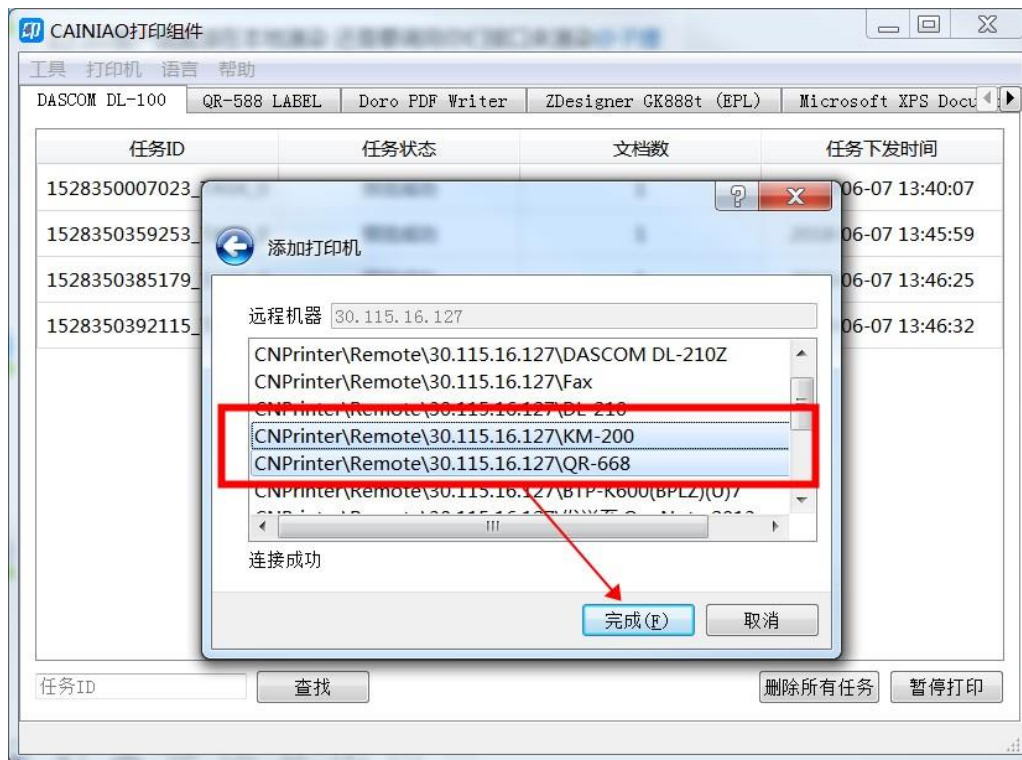 CAINIAO打印组件
工具 打印机 语言 帮助
DASCOM DL-100 QR-588 LABEL Doro PDF Writer ZDesigner GK888t (EPL) Microsoft XPS Docu
任务ID 任务状态 文档数 任务下发时间
1528350007023_ 06-07 13:40:07
1528350359253_ 06-07 13:45:59
1528350385179_ 06-07 13:46:25
1528350392115_ 06-07 13:46:32
添加打印机
远程机器 30.115.16.127
CNPrinter\Remote\30.115.16.127\DASCOM DL-210Z
CNPrinter\Remote\30.115.16.127\Fax
CNPrinter\Remote\30.115.16.127\DL-210
CNPrinter\Remote\30.115.16.127\KM-200
CNPrinter\Remote\30.115.16.127\QR-668
CNPrinter\Remote\30.115.16.127\BTP-K600(BPLZ)(U)7
连接成功
完成(F) 取消
任务ID 查找 删除所有任务 暂停打印